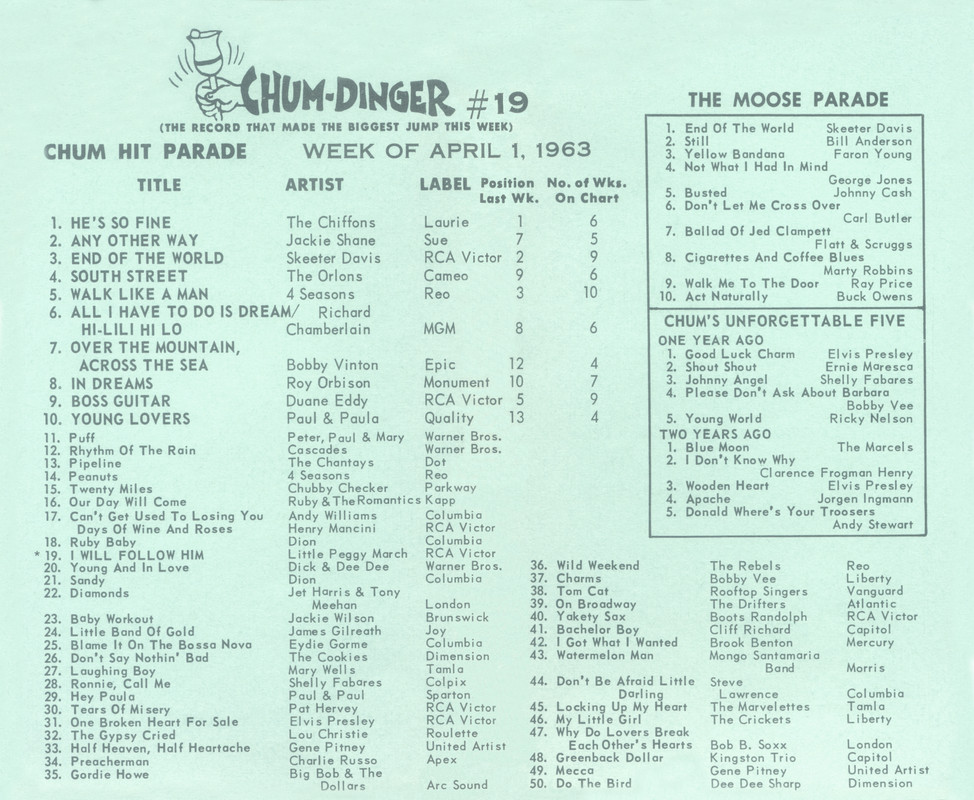 CHUM-DINGER #19
(THE RECORD THAT MADE THE BIGGEST JUMP THIS WEEK)
CHUM HIT PARADE WEEK OF APRIL 1, 1963
TITLE ARTIST LABEL Position Last Wk. No. of Wks. On Chart
1. HE'S SO FINE The Chiffons Laurie 1 6
2. ANY OTHER WAY Jackie Shane Sue 7 5
3. END OF THE WORLD Skeeter Davis RCA Victor 2 9
4. SOUTH STREET The Orlons Cameo 9 6
5. WALK LIKE A MAN 4 Seasons Reo 3 10
6. ALL I HAVE TO DO IS DREAM/ Richard
HI-LILI HI LO Chamberlain MGM 8 6
7. OVER THE MOUNTAIN,
ACROSS THE SEA Bobby Vinton Epic 12 4
8. IN DREAMS Roy Orbison Monument 10 7
9. BOSS GUITAR Duane Eddy RCA Victor 5 9
10. YOUNG LOVERS Paul & Paula Quality 13 4
11. Puff Peter, Paul & Mary Warner Bros.
12. Rhythm Of The Rain Cascades Warner Bros.
13. Pipeline The Chantays Dot
14. Peanuts 4 Seasons Reo
15. Twenty Miles Chubby Checker Parkway
16. Our Day Will Come Ruby & The Romantics Kapp
17. Can't Get Used To Losing You Andy Williams Columbia
Days Of Wine And Roses Henry Mancini RCA Victor
18. Ruby Baby Dion Columbia
* 19. I WILL FOLLOW HIM Little Peggy March RCA Victor
20. Young And In Love Dick & Dee Dee Warner Bros.
21. Sandy Dion Columbia
22. Diamonds Jet Harris & Tony
Meehan London
23. Baby Workout Jackie Wilson Brunswick
24. Little Band Of Gold James Gilreath Joy
25. Blame It On The Bossa Nova Eydie Gorme Columbia
26. Don't Say Nothin' Bad The Cookies Dimension
27. Laughing Boy Mary Wells Tamla
28. Ronnie, Call Me Shelly Fabares Colpix
29. Hey Paula Paul & Paul Sparton
30. Tears Of Misery Pat Hervey RCA Victor
31. One Broken Heart For Sale Elvis Presley RCA Victor
32. The Gypsy Cried Lou Christie Roulette
33. Half Heaven, Half Heartache Gene Pitney United Artist
34. Preacherman Charlie Russo Apex
35. Gordie Howe Big Bob & The
Dollars Arc Sound
THE MOOSE PARADE
1. End Of The World Skeeter Davis
2. Still Bill Anderson
3. Yellow Bandana Faron Young
4. Not What I Had In Mind
George Jones
5. Busted Johnny Cash
6. Don't Let Me Cross Over
Carl Butler
7. Ballad Of Jed Clampett
Flatt & Scruggs
8. Cigarettes And Coffee Blues
Marty Robbins
9. Walk Me To The Door Ray Price
10. Act Naturally Buck Owens
CHUM'S UNFORGETTABLE FIVE
ONE YEAR AGO
1. Good Luck Charm Elvis Presley
2. Shout Shout Ernie Maresca
3. Johnny Angel Shelly Fabares
4. Please Don't Ask About Barbara
Bobby Vee
5. Young World Ricky Nelson
TWO YEARS AGO
1. Blue Moon The Marcels
2. I Don't Know Why
Clarence Frogman Henry
3. Wooden Heart Elvis Presley
4. Apache Jorgen Ingmann
5. Donald Where's Your Troosers
Andy Stewart
36. Wild Weekend The Rebels Reo
37. Charms Bobby Vee Liberty
38. Tom Cat Rooftop Singers Vanguard
39. On Broadway The Drifters Atlantic
40. Yakety Sax Boots Randolph RCA Victor
41. Bachelor Boy Cliff Richard Capitol
42. I Got What I Wanted Brook Benton Mercury
43. Watermelon Man Mongo Santamaria
Band Morris
44. Don't Be Afraid Little Steve
Darling Lawrence Columbia
45. Locking Up My Heart The Marvelettes Tamla
46. My Little Girl The Crickets Liberty
47. Why Do Lovers Break
Each Other's Hearts Bob B. Soxx London
48. Greenback Dollar Kingston Trio Capitol
49. Mecca Gene Pitney United Artist
50. Do The Bird Dee Dee Sharp Dimension